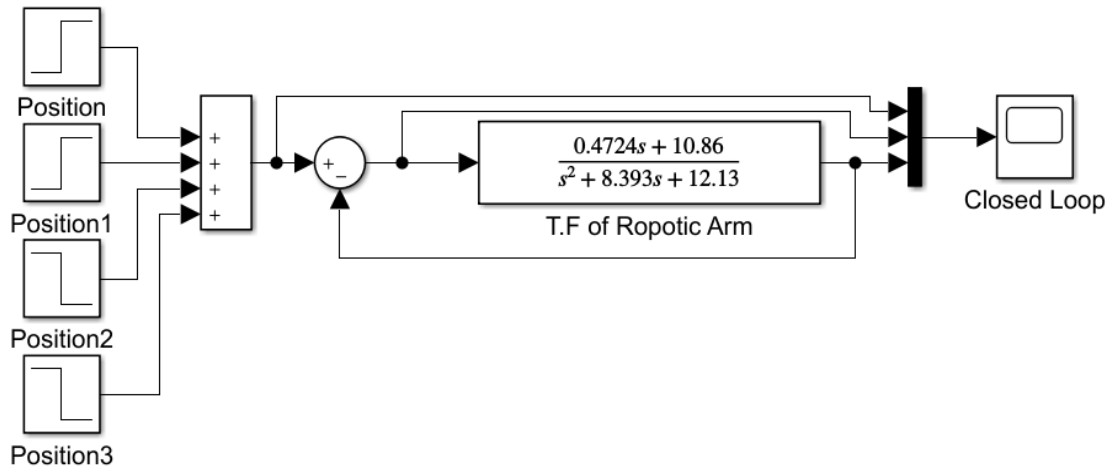 Position
Position1
Position2
Position3
+
+
+
+
+
−
0.4724s + 10.86
s² + 8.393s + 12.13
T.F of Ropotic Arm
Closed Loop